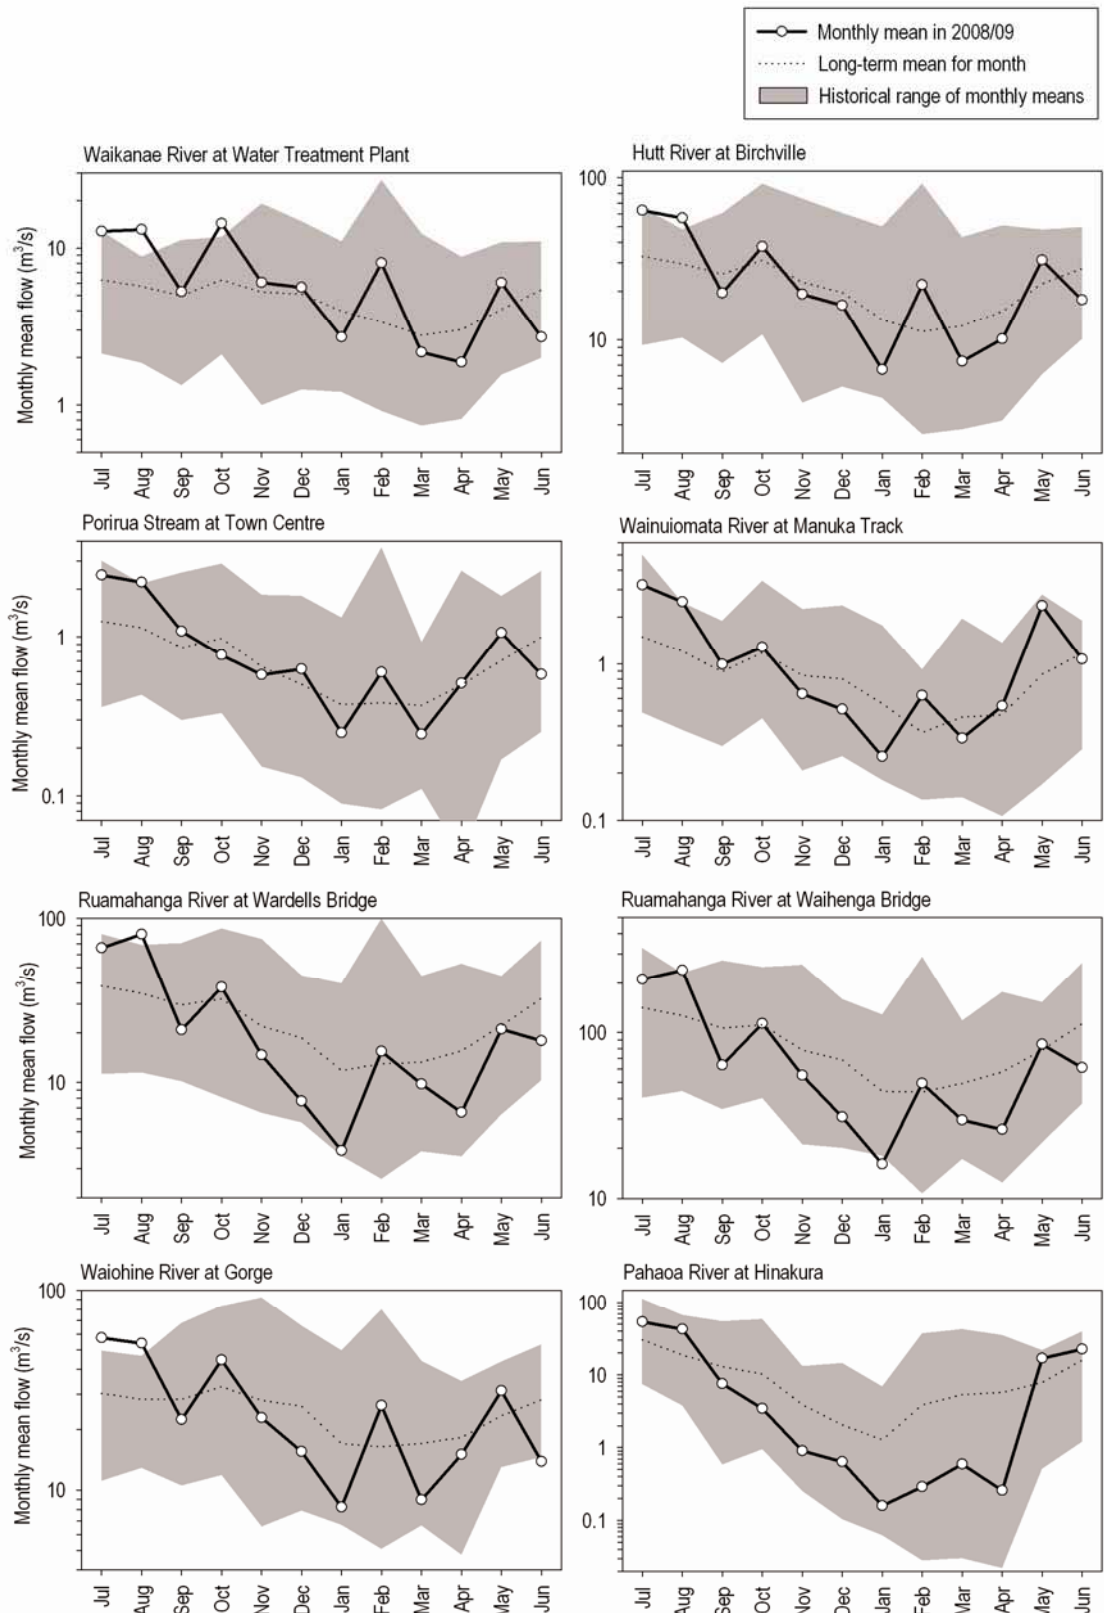 Monthly mean in 2008/09
Long-term mean for month
Historical range of monthly means
Waikanae River at Water Treatment Plant
Monthly mean flow (m³/s)
10
1
Jul Aug Sep Oct Nov Dec Jan Feb Mar Apr May Jun
Hutt River at Birchville
100
10
Jul Aug Sep Oct Nov Dec Jan Feb Mar Apr May Jun
Porirua Stream at Town Centre
Monthly mean flow (m³/s)
1
0.1
Jul Aug Sep Oct Nov Dec Jan Feb Mar Apr May Jun
Wainuiomata River at Manuka Track
1
0.1
Jul Aug Sep Oct Nov Dec Jan Feb Mar Apr May Jun
Ruamahanga River at Wardells Bridge
Monthly mean flow (m³/s)
100
10
Jul Aug Sep Oct Nov Dec Jan Feb Mar Apr May Jun
Ruamahanga River at Waihenga Bridge
100
10
Jul Aug Sep Oct Nov Dec Jan Feb Mar Apr May Jun
Waiohine River at Gorge
Monthly mean flow (m³/s)
100
10
Jul Aug Sep Oct Nov Dec Jan Feb Mar Apr May Jun
Pahaoa River at Hinakura
100
10
1
0.1
Jul Aug Sep Oct Nov Dec Jan Feb Mar Apr May Jun